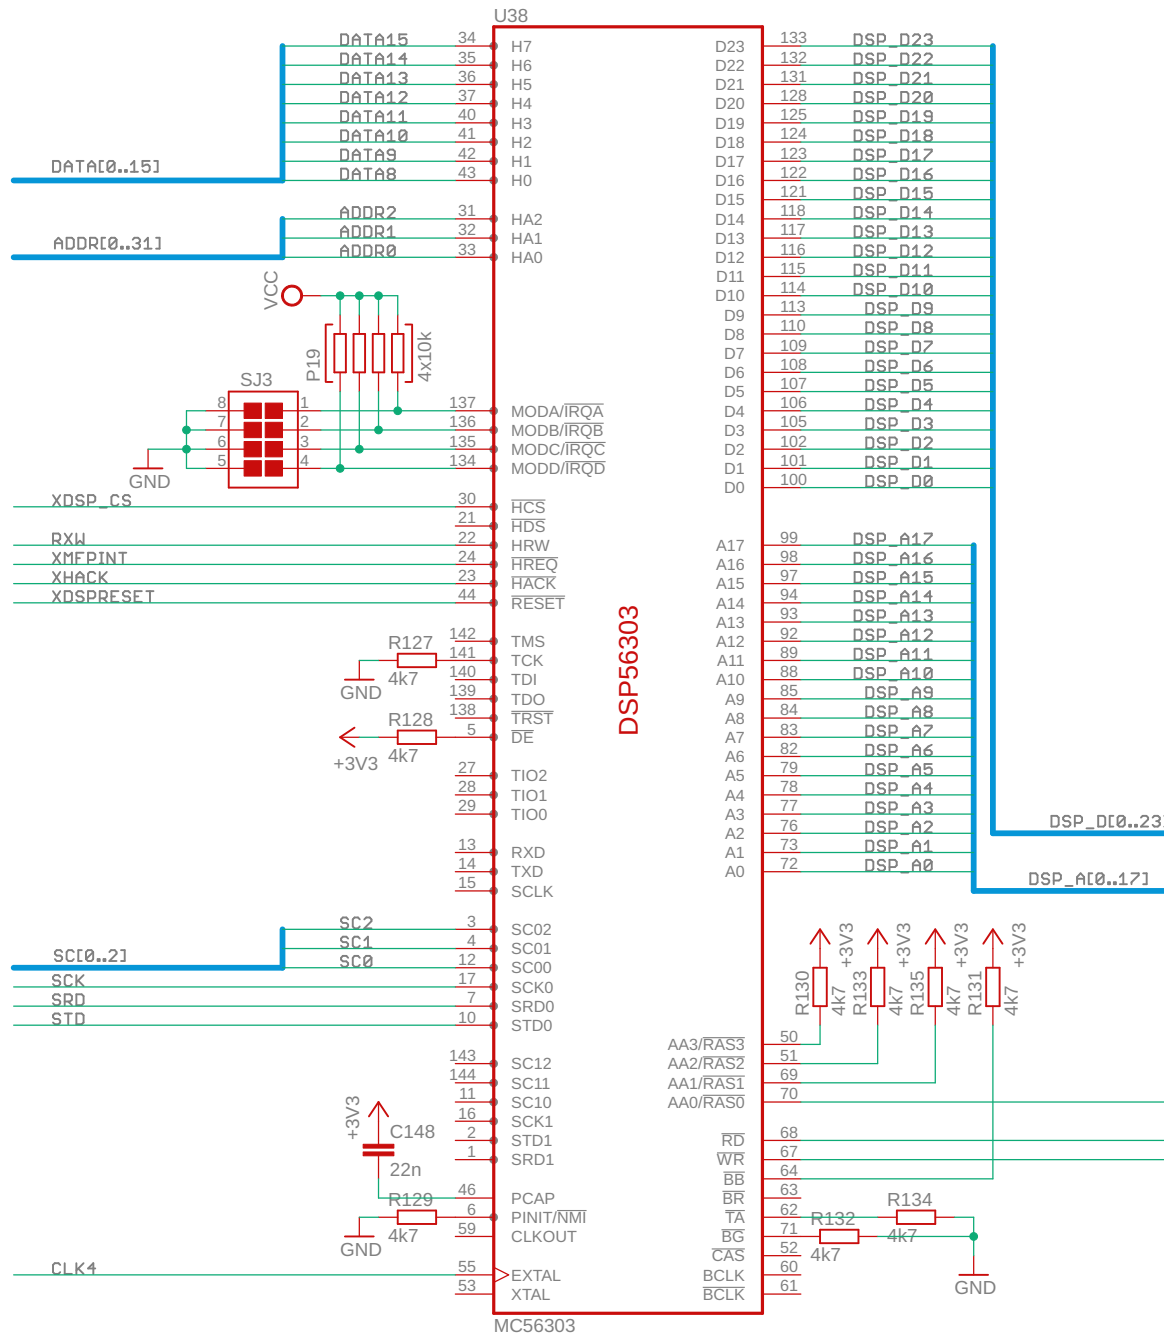 U38
DATA15 34 H7 D23 133 DSP_D23
DATA14 35 H6 D22 132 DSP_D22
DATA13 36 H5 D21 131 DSP_D21
DATA12 37 H4 D20 128 DSP_D20
DATA11 40 H3 D19 125 DSP_D19
DATA10 41 H2 D18 124 DSP_D18
DATA9 42 H1 D17 123 DSP_D17
DATA[0..15] DATA8 43 H0 D16 122 DSP_D16
D15 121 DSP_D15
ADDR2 31 HA2 D14 118 DSP_D14
ADDR[0..31] ADDR1 32 HA1 D13 117 DSP_D13
ADDR0 33 HA0 D12 116 DSP_D12
D11 115 DSP_D11
VCC D10 114 DSP_D10
D9 113 DSP_D9
D8 110 DSP_D8
P19 4x10k D7 109 DSP_D7
D6 108 DSP_D6
SJ3 D5 107 DSP_D5
8 1 137 MODA/IRQA D4 106 DSP_D4
7 2 136 MODB/IRQB D3 105 DSP_D3
6 3 135 MODC/IRQC D2 102 DSP_D2
5 4 134 MODD/IRQD D1 101 DSP_D1
GND D0 100 DSP_D0
XDSP_CS 30 HCS
21 HDS
RXW 22 HRW A17 99 DSP_A17
XMFPINT 24 HREQ A16 98 DSP_A16
XHACK 23 HACK A15 97 DSP_A15
XDSPRESET 44 RESET A14 94 DSP_A14
A13 93 DSP_A13
142 TMS A12 92 DSP_A12
R127 4k7 141 TCK A11 89 DSP_A11
GND 140 TDI A10 88 DSP_A10
139 TDO A9 85 DSP_A9
138 TRST A8 84 DSP_A8
R128 4k7 5 DE A7 83 DSP_A7
+3V3 A6 82 DSP_A6
DSP56303
27 TIO2 A5 79 DSP_A5
28 TIO1 A4 78 DSP_A4
29 TIO0 A3 77 DSP_A3
A2 76 DSP_A2 DSP_D[0..23]
13 RXD A1 73 DSP_A1
14 TXD A0 72 DSP_A0
15 SCLK DSP_A[0..17]
SC2 3 SC02
SC1 4 SC01
SC[0..2] SC0 12 SC00
SCK 17 SCK0
SRD 7 SRD0
STD 10 STD0
+3V3 +3V3 +3V3 +3V3
R130 4k7 R133 4k7 R135 4k7 R131 4k7
AA3/RAS3 50
143 SC12 AA2/RAS2 51
144 SC11 AA1/RAS1 69
11 SC10 AA0/RAS0 70
+3V3 16 SCK1
C148 2 STD1 RD 68
22n 1 SRD1 WR 67
BB 64
46 PCAP BR 63
R129 4k7 6 PINIT/NMI TA 62 R134 4k7
GND 59 CLKOUT BG 71 R132 4k7
CAS 52
CLK4 55 EXTAL BCLK 60 GND
53 XTAL BCLK 61
MC56303